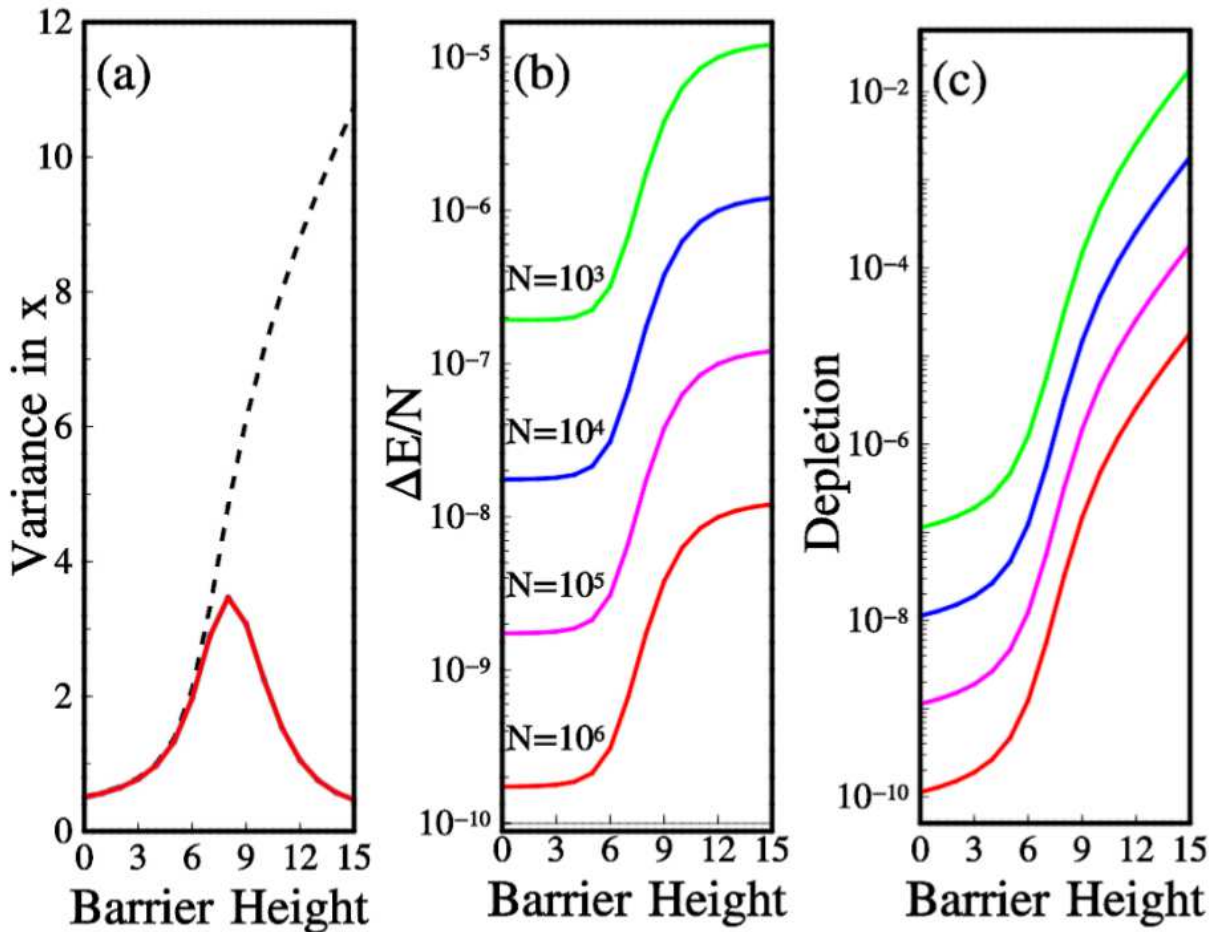 (a)
Variance in x
12
10
8
6
4
2
0
0 3 6 9 12 15
Barrier Height
(b)
ΔE/N
10⁻⁵
10⁻⁶
10⁻⁷
10⁻⁸
10⁻⁹
10⁻¹⁰
N=10³
N=10⁴
N=10⁵
N=10⁶
0 3 6 9 12 15
Barrier Height
(c)
Depletion
10⁻²
10⁻⁴
10⁻⁶
10⁻⁸
10⁻¹⁰
0 3 6 9 12 15
Barrier Height